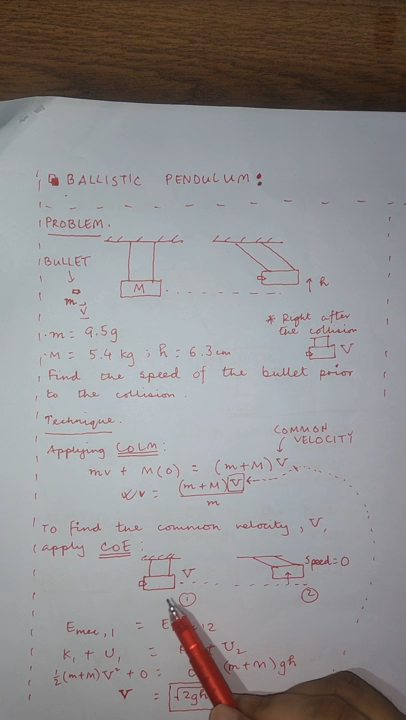 BALLISTIC PENDULUM:
PROBLEM.
BULLET
m
v
M
h
* Right after
the collision
V
• m = 9.5g
• M = 5.4 kg ; h = 6.3 cm
Find the speed of the bullet prior
to the collision.
Technique.
COMMON
VELOCITY
Applying COLM:
mv + M(0) = (m+M) V
v = (m+M) V
m
To find the common velocity, V,
apply COE:
V
Speed = 0
1
2
Emec, 1 = 12
K1 + U1 = + U2
½(m+M)V² + 0 = 0 (m+M)gh
V = √2gh